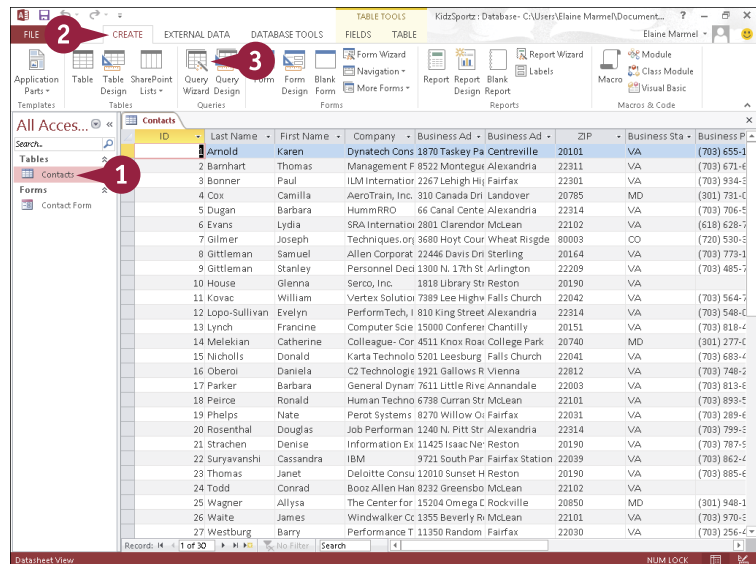 TABLE TOOLS KidzSportz : Database- C:\Users\Elaine Marmel\Document... ? – ×
FILE 2 CREATE EXTERNAL DATA DATABASE TOOLS FIELDS TABLE Elaine Marmel
Application Parts Table Table Design SharePoint Lists Query Wizard Query Design 3 Form Form Design Blank Form Form Wizard Navigation More Forms Report Report Design Blank Report Report Wizard Labels Macro Module Class Module Visual Basic
Templates Tables Queries Forms Reports Macros & Code
All Acces... «
Search..
Tables
Contacts 1
Forms
Contact Form
Contacts ×
ID Last Name First Name Company Business Ad Business Ad ZIP Business Sta Business P
1 Arnold Karen Dynatech Cons 1870 Taskey Pa Centreville 20101 VA (703) 655-1
2 Barnhart Thomas Management F 8522 Montegue Alexandria 22311 VA (703) 671-6
3 Bonner Paul ILM Internation 2267 Lehigh Hig Fairfax 22301 VA (703) 934-3
4 Cox Camilla AeroTrain, Inc. 310 Canada Dri Landover 20785 MD (301) 731-0
5 Dugan Barbara HummRRO 66 Canal Cente Alexandria 22314 VA (703) 706-5
6 Evans Lydia SRA Internatio 2801 Clarendon McLean 22102 VA (618) 628-7
7 Gilmer Joseph Techniques.org 3680 Hoyt Cour Wheat Risgde 80003 CO (720) 530-3
8 Gittleman Samuel Allen Corporat 22446 Davis Dri Sterling 20164 VA (703) 773-1
9 Gittleman Stanley Personnel Deci 1300 N. 17th St Arlington 22209 VA (703) 485-7
10 House Glenna Serco, Inc. 1818 Library Str Reston 20190 VA
11 Kovac William Vertex Solution 7389 Lee Highw Falls Church 22042 VA (703) 564-7
12 Lopo-Sullivan Evelyn PerformTech, I 810 King Street Alexandria 22314 VA (703) 548-0
13 Lynch Francine Computer Scie 15000 Conferen Chantilly 20151 VA (703) 818-4
14 Melekian Catherine Colleague- Cor 4511 Knox Road College Park 20740 MD (301) 277-0
15 Nicholls Donald Karta Technolo 5201 Leesburg Falls Church 22041 VA (703) 683-4
16 Oberoi Daniela C2 Technologie 1921 Gallows R Vienna 22812 VA (703) 748-2
17 Parker Barbara General Dynam 7611 Little Rive Annandale 22003 VA (703) 813-8
18 Peirce Ronald Human Techno 6738 Curran Str McLean 22101 VA (703) 893-5
19 Phelps Nate Perot Systems 8270 Willow Oa Fairfax 22031 VA (703) 289-6
20 Rosenthal Douglas Job Performan 1240 N. Pitt Str Alexandria 22314 VA (703) 799-3
21 Strachen Denise Information Ex 11425 Isaac Ne Reston 20190 VA (703) 787-9
22 Suryavanshi Cassandra IBM 9721 South Par Fairfax Station 22039 VA (703) 862-4
23 Thomas Janet Deloitte Consu 12010 Sunset H Reston 20190 VA (703) 885-6
24 Todd Conrad Booz Allen Han 8232 Greensbo McLean 22102 VA
25 Wagner Allysa The Center for 15204 Omega D Rockville 20850 MD (301) 948-1
26 Waite James Windwalker Co 1355 Beverly R McLean 22101 VA (703) 970-3
27 Westburg Barry Performance T 11350 Random Fairfax 22030 VA (703) 256-4
Record: 1 of 30 No Filter Search
Datasheet View NUM LOCK